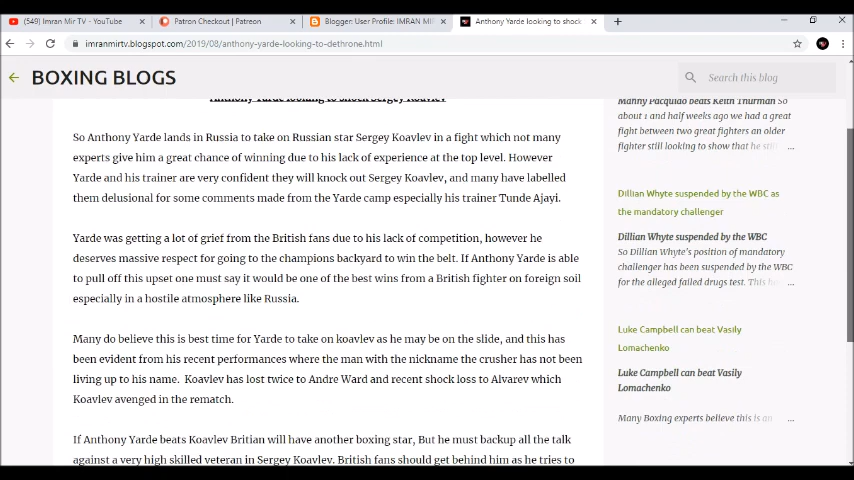 (549) Imran Mir TV - YouTube
Patron Checkout | Patreon
Blogger: User Profile: IMRAN MIR
Anthony Yarde looking to shock
imranmirtv.blogspot.com/2019/08/anthony-yarde-looking-to-dethrone.html
BOXING BLOGS
Search this blog
Anthony Yarde looking to shock Sergey Koavlev
So Anthony Yarde lands in Russia to take on Russian star Sergey Koavlev in a fight which not many
experts give him a great chance of winning due to his lack of experience at the top level. However
Yarde and his trainer are very confident they will knock out Sergey Koavlev, and many have labelled
them delusional for some comments made from the Yarde camp especially his trainer Tunde Ajayi.
Yarde was getting a lot of grief from the British fans due to his lack of competition, however he
deserves massive respect for going to the champions backyard to win the belt. If Anthony Yarde is able
to pull off this upset one must say it would be one of the best wins from a British fighter on foreign soil
especially in a hostile atmosphere like Russia.
Many do believe this is best time for Yarde to take on koavlev as he may be on the slide, and this has
been evident from his recent performances where the man with the nickname the crusher has not been
living up to his name. Koavlev has lost twice to Andre Ward and recent shock loss to Alvarev which
Koavlev avenged in the rematch.
If Anthony Yarde beats Koavlev Britian will have another boxing star, But he must backup all the talk
against a very high skilled veteran in Sergey Koavlev. British fans should get behind him as he tries to
Manny Pacquiao beats Keith Thurman So
about 1 and half weeks ago we had a great
fight between two great fighters an older
fighter still looking to show that he still ...
Dillian Whyte suspended by the WBC as
the mandatory challenger
Dillian Whyte suspended by the WBC
So Dillian Whyte's position of mandatory
challenger has been suspended by the WBC
for the alleged failed drugs test. This be ...
Luke Campbell can beat Vasily
Lomachenko
Luke Campbell can beat Vasily
Lomachenko
Many Boxing experts believe this is an ...